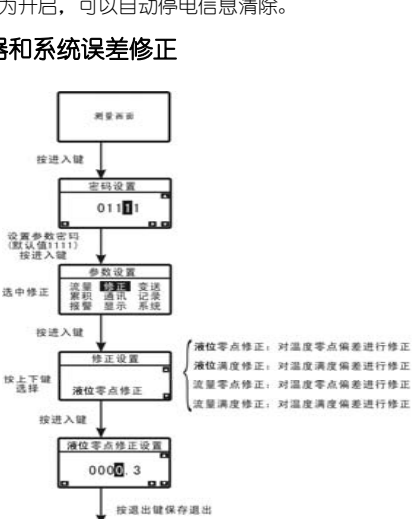 为开启，可以自动停电信息清除。
器和系统误差修正
测量画面
按进入键
密码设置
01111
设置参数密码
(默认值1111)
按进入键
参数设置
流量 修正 变送
累积 通讯 记录
报警 显示 系统
选中修正
按进入键
修正设置
液位零点修正
按上下键
选择
液位零点修正：对温度零点偏差进行修正
液位满度修正：对温度满度偏差进行修正
流量零点修正：对温度零点偏差进行修正
流量满度修正：对温度满度偏差进行修正
按进入键
液位零点修正设置
0000.3
按退出键保存退出